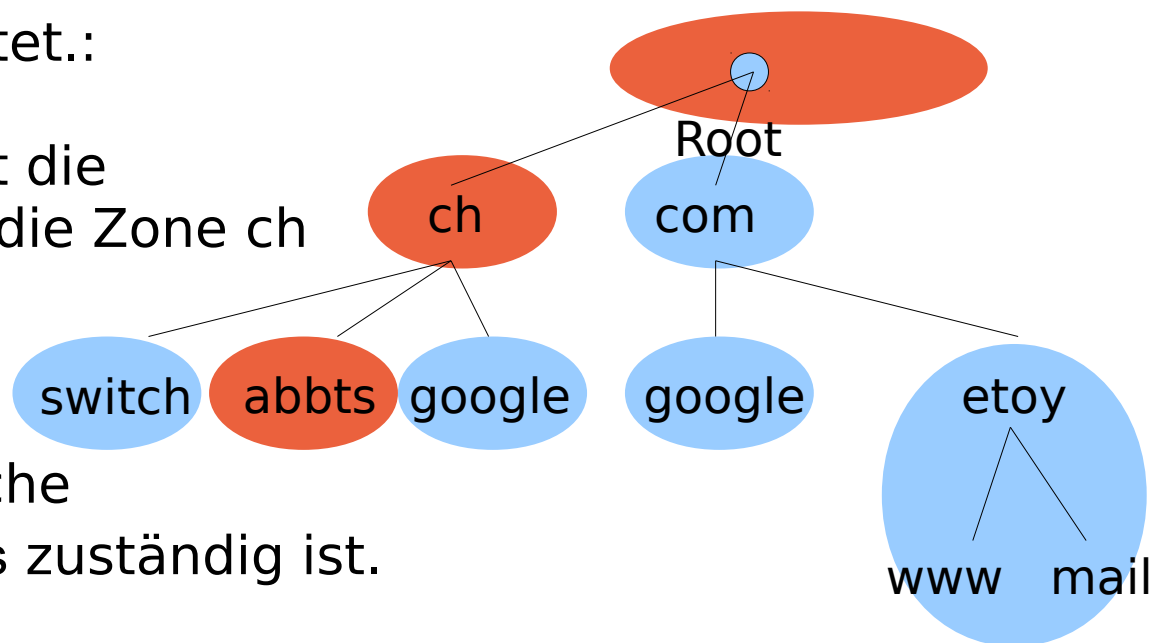 tet.:
Root
t die
die Zone ch
ch com
switch abbts google google etoy
che
s zuständig ist.
www mail